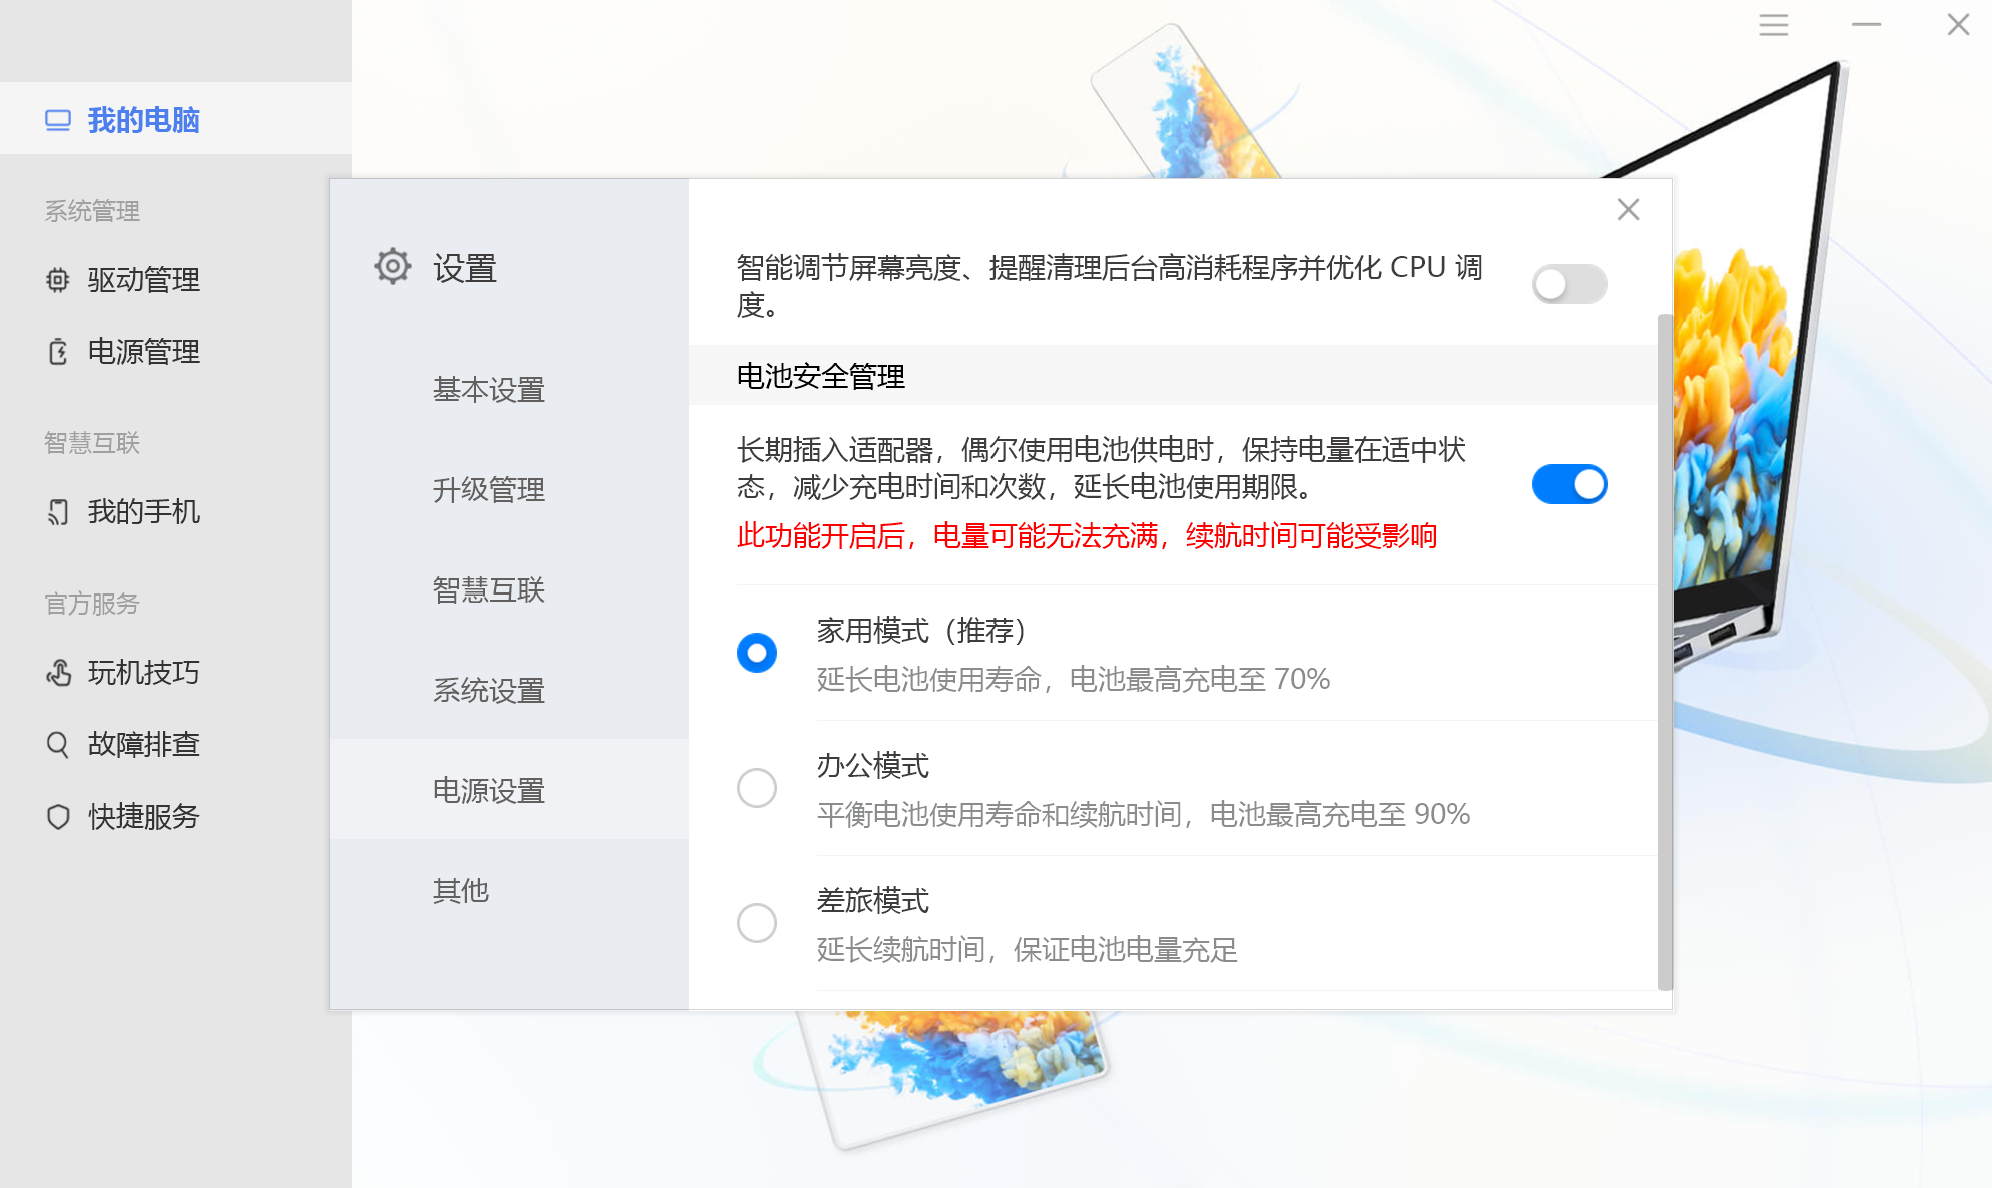 我的电脑
系统管理
驱动管理
电源管理
智慧互联
我的手机
官方服务
玩机技巧
故障排查
快捷服务
设置
基本设置
升级管理
智慧互联
系统设置
电源设置
其他
智能调节屏幕亮度、提醒清理后台高消耗程序并优化 CPU 调
度。
电池安全管理
长期插入适配器，偶尔使用电池供电时，保持电量在适中状
态，减少充电时间和次数，延长电池使用期限。
此功能开启后，电量可能无法充满，续航时间可能受影响
家用模式（推荐）
延长电池使用寿命，电池最高充电至 70%
办公模式
平衡电池使用寿命和续航时间，电池最高充电至 90%
差旅模式
延长续航时间，保证电池电量充足